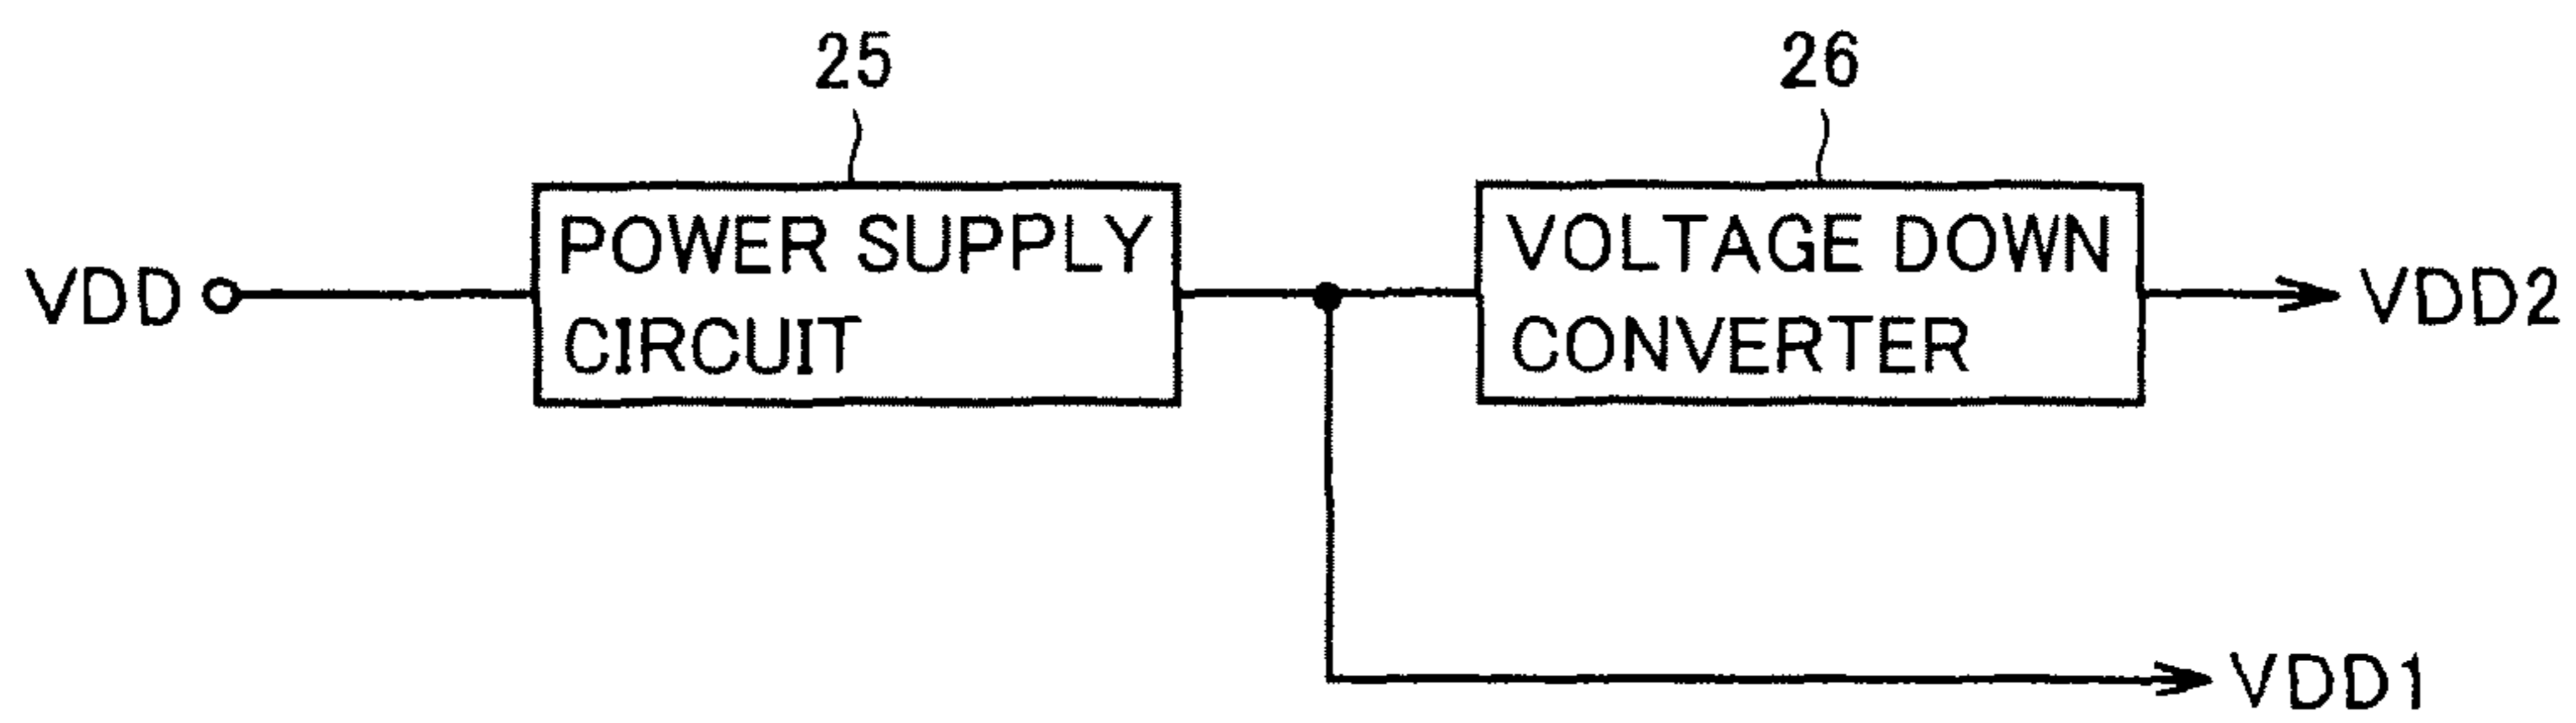 25
26
VDD
POWER SUPPLY
CIRCUIT
VOLTAGE DOWN
CONVERTER
VDD2
VDD1